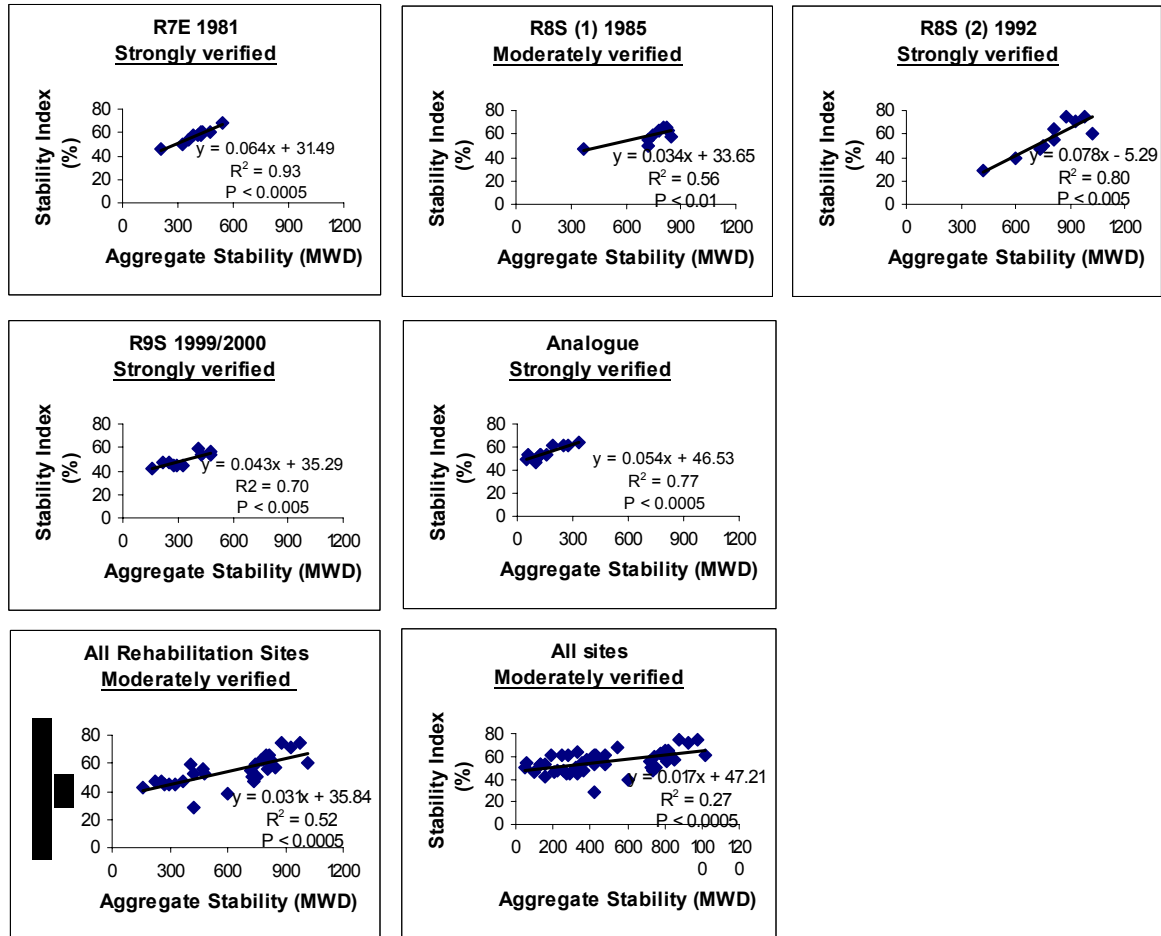 R7E 1981
Strongly verified
80
60
40
20
0
Stability Index
(%)
y = 0.064x + 31.49
R² = 0.93
P < 0.0005
0 300 600 900 1200
Aggregate Stability (MWD)
R8S (1) 1985
Moderately verified
80
60
40
20
0
Stability Index
(%)
y = 0.034x + 33.65
R² = 0.56
P < 0.01
0 300 600 900 1200
Aggregate Stability (MWD)
R8S (2) 1992
Strongly verified
80
60
40
20
0
Stability Index
(%)
y = 0.078x - 5.29
R² = 0.80
P < 0.005
0 300 600 900 1200
Aggregate Stability (MWD)
R9S 1999/2000
Strongly verified
80
60
40
20
0
Stability Index
(%)
y = 0.043x + 35.29
R2 = 0.70
P < 0.005
0 300 600 900 1200
Aggregate Stability (MWD)
Analogue
Strongly verified
80
60
40
20
0
Stability Index
(%)
y = 0.054x + 46.53
R² = 0.77
P < 0.0005
0 300 600 900 1200
Aggregate Stability (MWD)
All Rehabilitation Sites
Moderately verified
80
60
40
20
0
y = 0.031x + 35.84
R² = 0.52
P < 0.0005
0 300 600 900 1200
Aggregate Stability (MWD)
All sites
Moderately verified
80
60
40
20
0
Stability Index
(%)
y = 0.017x + 47.21
R² = 0.27
P < 0.0005
0 200 400 600 800 100 120
0 0
Aggregate Stability (MWD)